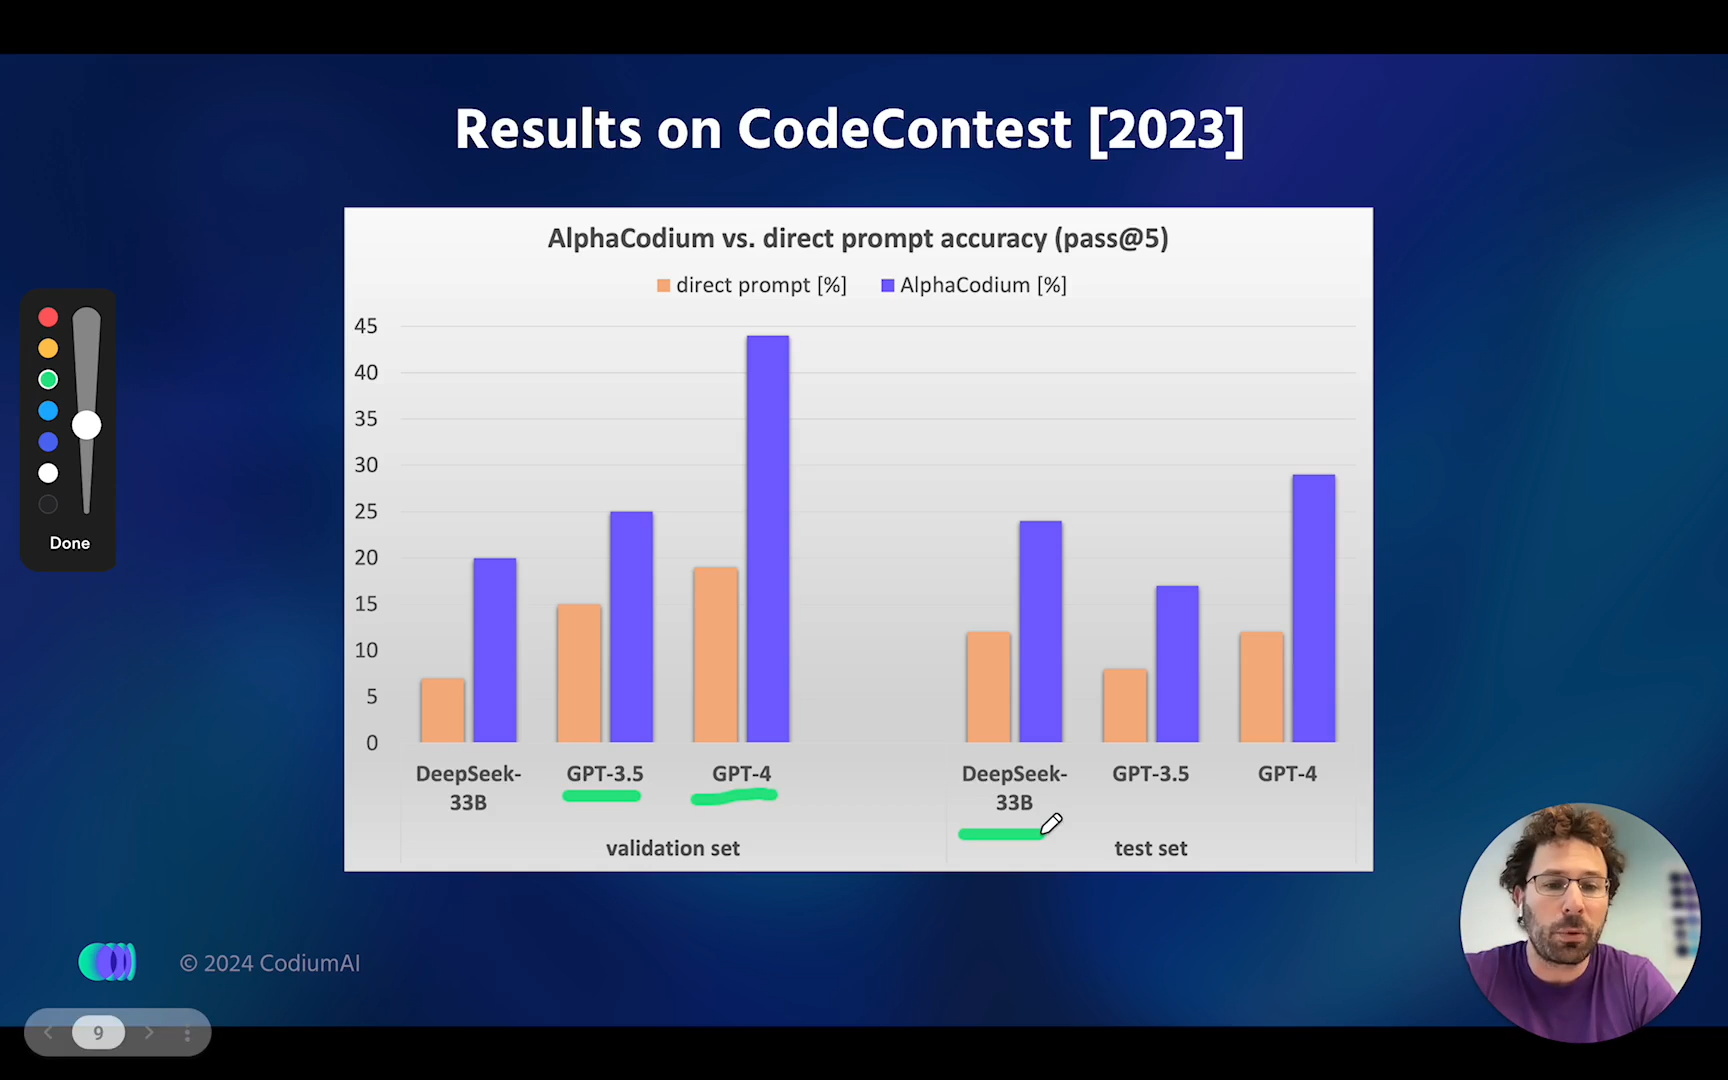 Results on CodeContest [2023]
AlphaCodium vs. direct prompt accuracy (pass@5)
direct prompt [%] AlphaCodium [%]
45
40
35
30
25
20
15
10
5
0
DeepSeek-
33B
GPT-3.5
GPT-4
DeepSeek-
33B
GPT-3.5
GPT-4
validation set
test set
Done
© 2024 CodiumAI
9